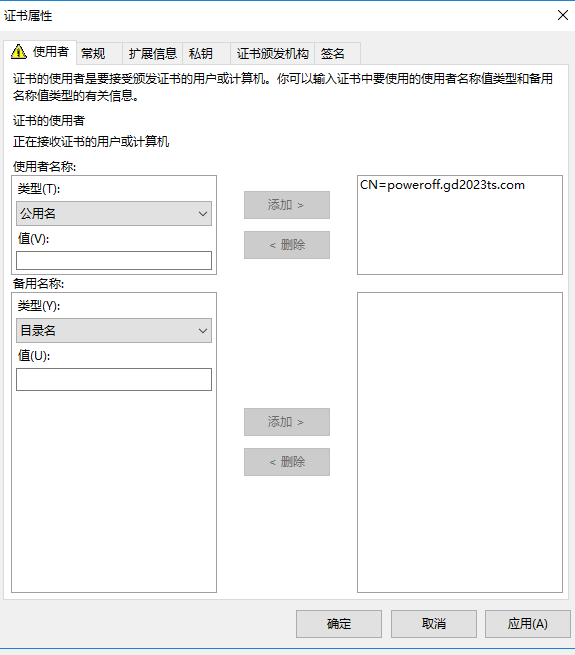 证书属性
使用者 常规 扩展信息 私钥 证书颁发机构 签名
证书的使用者是要接受颁发证书的用户或计算机。你可以输入证书中要使用的使用者名称值类型和备用
名称值类型的有关信息。
证书的使用者
正在接收证书的用户或计算机
使用者名称:
类型(T):
公用名
值(V):
添加 >
< 删除
CN=poweroff.gd2023ts.com
备用名称:
类型(Y):
目录名
值(U):
添加 >
< 删除
确定 取消 应用(A)